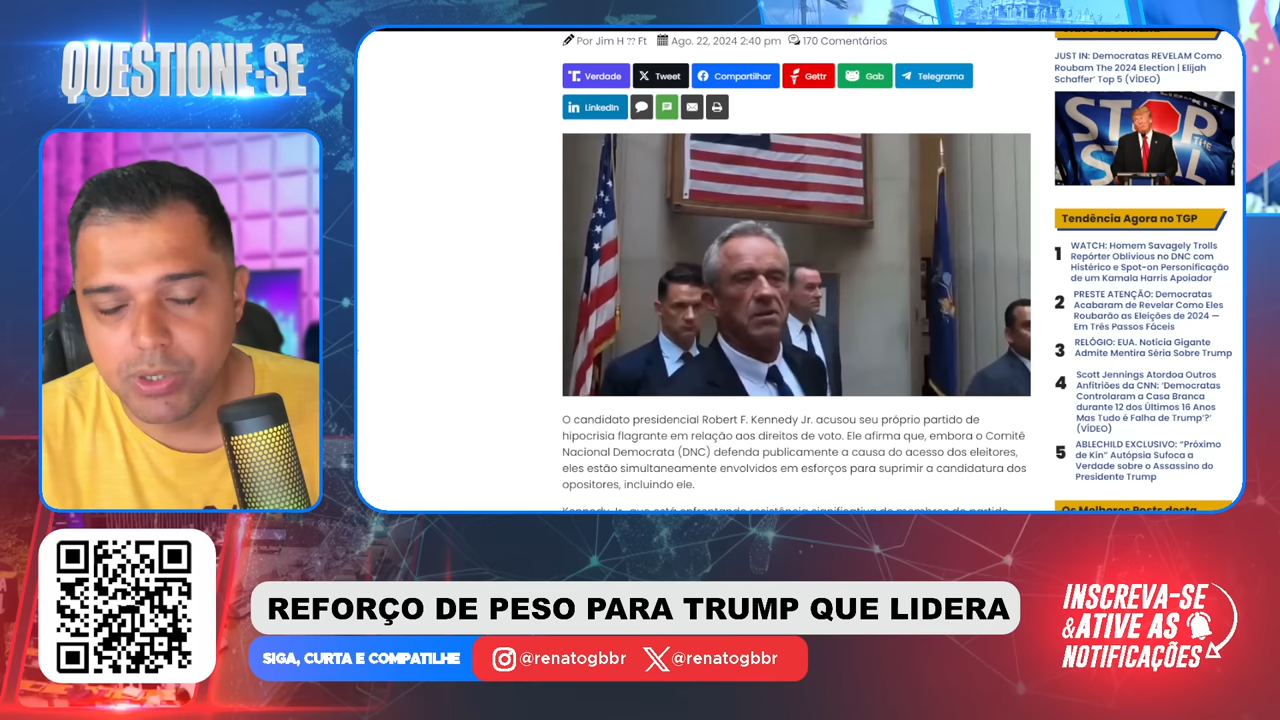 QUESTIONE-SE
Por Jim H ?? Ft
Ago. 22, 2024 2:40 pm
170 Comentários
Verdade
Tweet
Compartilhar
Gettr
Gab
Telegrama
LinkedIn
O candidato presidencial Robert F. Kennedy Jr. acusou seu próprio partido de
hipocrisia flagrante em relação aos direitos de voto. Ele afirma que, embora o Comitê
Nacional Democrata (DNC) defenda publicamente a causa do acesso dos eleitores,
eles estão simultaneamente envolvidos em esforços para suprimir a candidatura dos
opositores, incluindo ele.
JUST IN: Democratas REVELAM Como
Roubam The 2024 Election | Elijah
Schaffer' Top 5 (VÍDEO)
STOP
THE
STEAL
Tendência Agora no TGP
1 WATCH: Homem Savagely Trolls
Repórter Oblivious no DNC com
Histérico e Spot-on Personificação
de um Kamala Harris Apoiador
2 PRESTE ATENÇÃO: Democratas
Acabaram de Revelar Como Eles
Roubarão as Eleições de 2024 —
Em Três Passos Fáceis
3 RELÓGIO: EUA. Notícia Gigante
Admite Mentira Séria Sobre Trump
4 Scott Jennings Atordoa Outros
Anfitriões da CNN: 'Democratas
Controlaram a Casa Branca
durante 12 dos Últimos 16 Anos
Mas Tudo é Falha de Trump'?'
(VÍDEO)
5 ABLECHILD EXCLUSIVO: "Próximo
de Kin" Autópsia Sufoca a
Verdade sobre o Assassino do
Presidente Trump
Os Melhores Posts desta
REFORÇO DE PESO PARA TRUMP QUE LIDERA
SIGA, CURTA E COMPATILHE
@renatogbbr
@renatogbbr
INSCREVA-SE
&ATIVE AS
NOTIFICAÇÕES